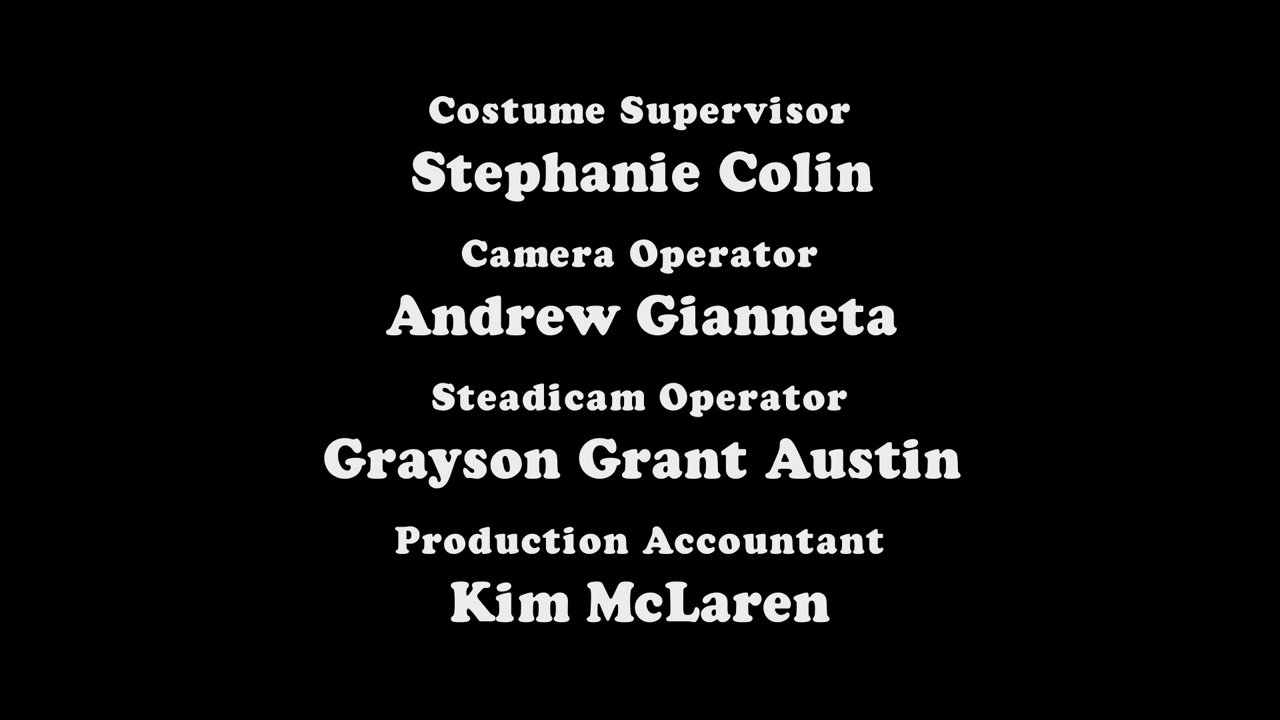 Costume Supervisor
Stephanie Colin
Camera Operator
Andrew Gianneta
Steadicam Operator
Grayson Grant Austin
Production Accountant
Kim McLaren